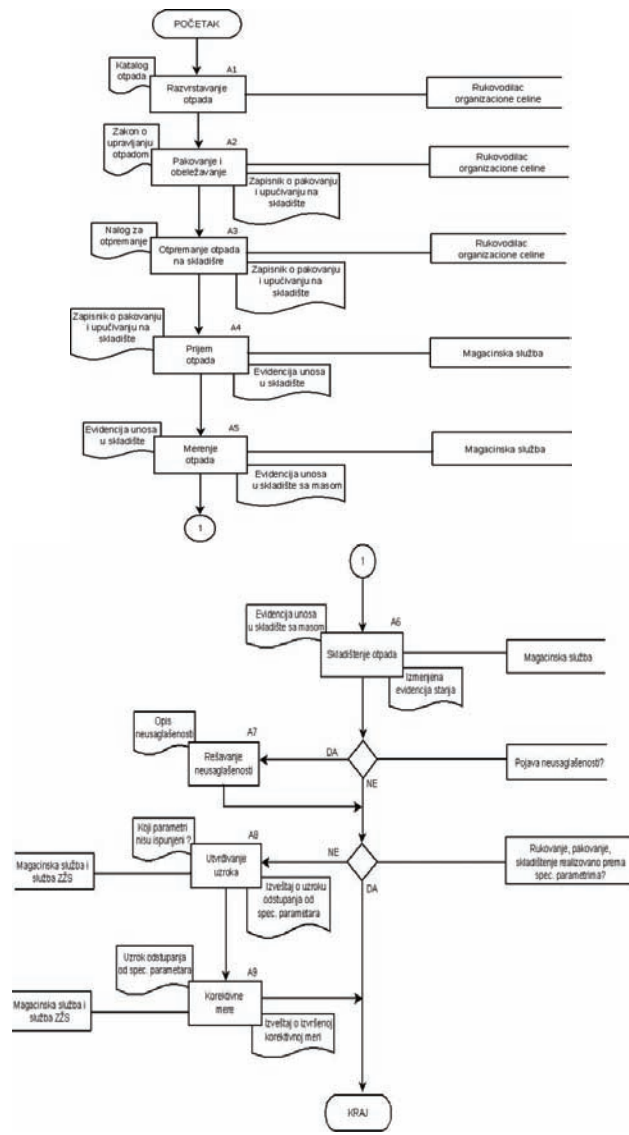 POČETAK
Katalog
otpada
A1
Razvrstavanje
otpada
Rukovodilac
organizacione celine
Zakon o
upravljanju
otpadom
A2
Pakovanje i
obeležavanje
Rukovodilac
organizacione celine
Zapisnik o pakovanju
i upućivanju na
skladište
Nalog za
otpremanje
A3
Otpremanje otpada
na skladišre
Rukovodilac
organizacione celine
Zapisnik o pakovanju
i upućivanju na
skladište
Zapisnik o pakovanju
i upućivanju na
skladište
A4
Prijem
otpada
Magacinska služba
Evidencija unosa
u skladište
Evidencija unosa
u skladište
A5
Merenje
otpada
Magacinska služba
Evidencija unosa
u skladište sa masom
1
1
Evidencija unosa
u skladište sa masom
A6
Skladištenje otpada
Magacinska služba
Izmenjena
evidencija stanja
Opis
neusaglašenosti
A7
Rešavanje
neusaglašenosti
DA
NE
Pojava neusaglašenosti?
Koji parametri
nisu ispunjeni ?
A8
Utvrđivanje
uzroka
NE
DA
Rukovanje, pakovanje,
skladištenje realizovano prema
spec. parametrima?
Magacinska služba i
služba ZŽS
Izveštaj o uzroku
odstupanja od
spec. parametara
Uzrok odstupanja
od spec. parametara
A9
Korektivne
mere
Magacinska služba i
služba ZŽS
Izveštaj o izvršenoj
korektivnoj meri
KRAJ